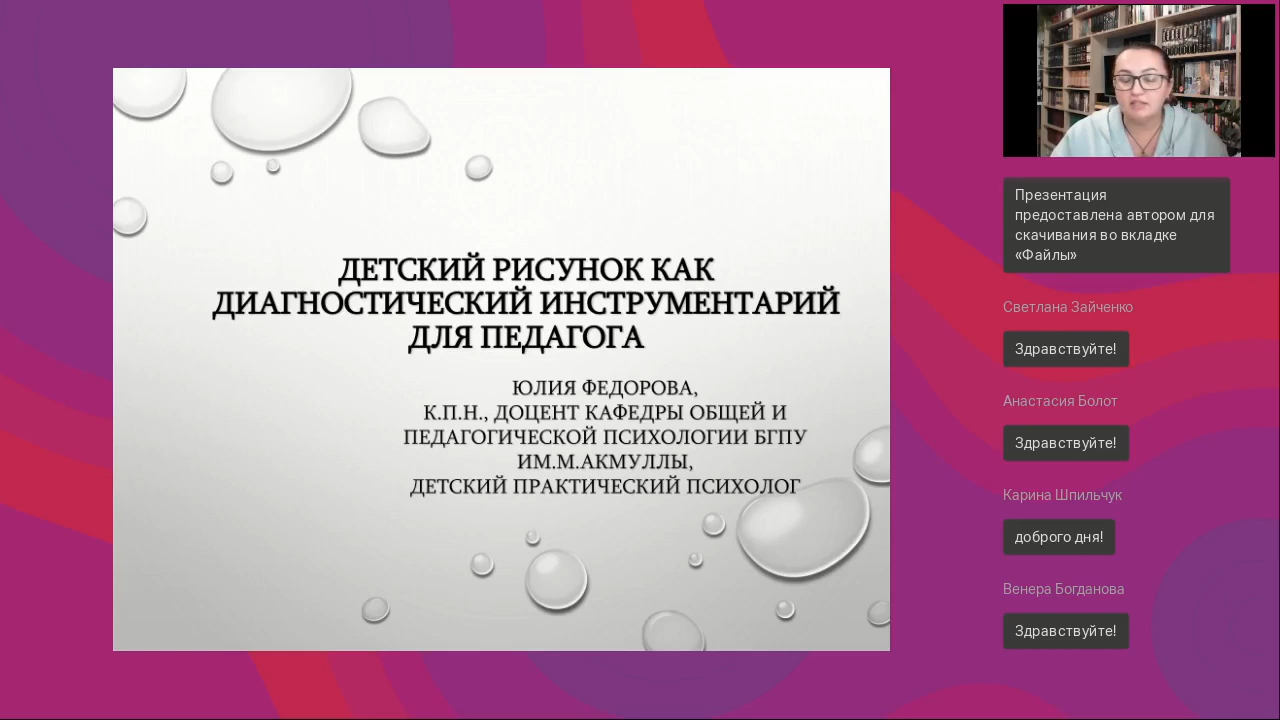 ДЕТСКИЙ РИСУНОК КАК
ДИАГНОСТИЧЕСКИЙ ИНСТРУМЕНТАРИЙ
ДЛЯ ПЕДАГОГА
ЮЛИЯ ФЕДОРОВА,
К.П.Н., ДОЦЕНТ КАФЕДРЫ ОБЩЕЙ И
ПЕДАГОГИЧЕСКОЙ ПСИХОЛОГИИ БГПУ
ИМ.М.АКМУЛЛЫ,
ДЕТСКИЙ ПРАКТИЧЕСКИЙ ПСИХОЛОГ
Презентация
предоставлена автором для
скачивания во вкладке
«Файлы»
Светлана Зайченко
Здравствуйте!
Анастасия Болот
Здравствуйте!
Карина Шпильчук
доброго дня!
Венера Богданова
Здравствуйте!